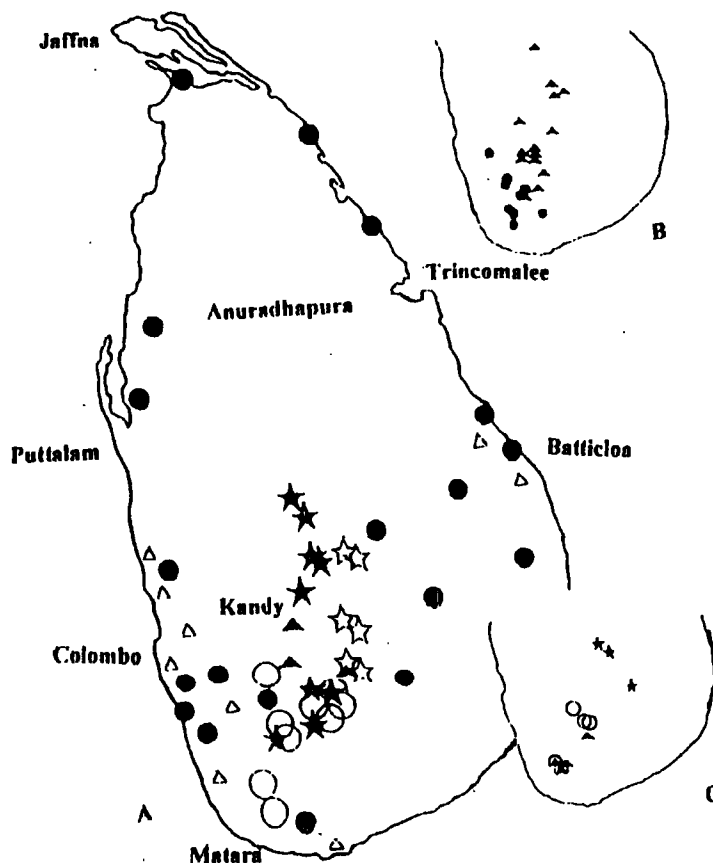 Jaffna
B
Trincomalee
Anuradhapura
Puttalam
Batticloa
Kandy
Colombo
A
C
Matara